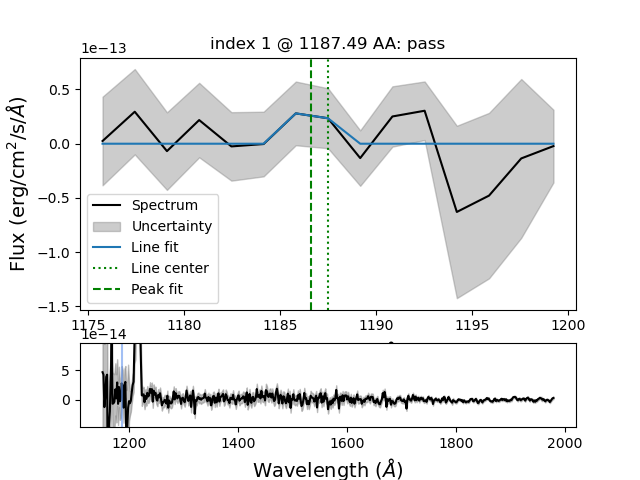 index 1 @ 1187.49 AA: pass
1e−13
0.5
0.0
−0.5
−1.0
−1.5
Flux (erg/cm²/s/Å)
Spectrum
Uncertainty
Line fit
Line center
Peak fit
1175 1180 1185 1190 1195 1200
1e−14
5
0
1200 1400 1600 1800 2000
Wavelength (Å)